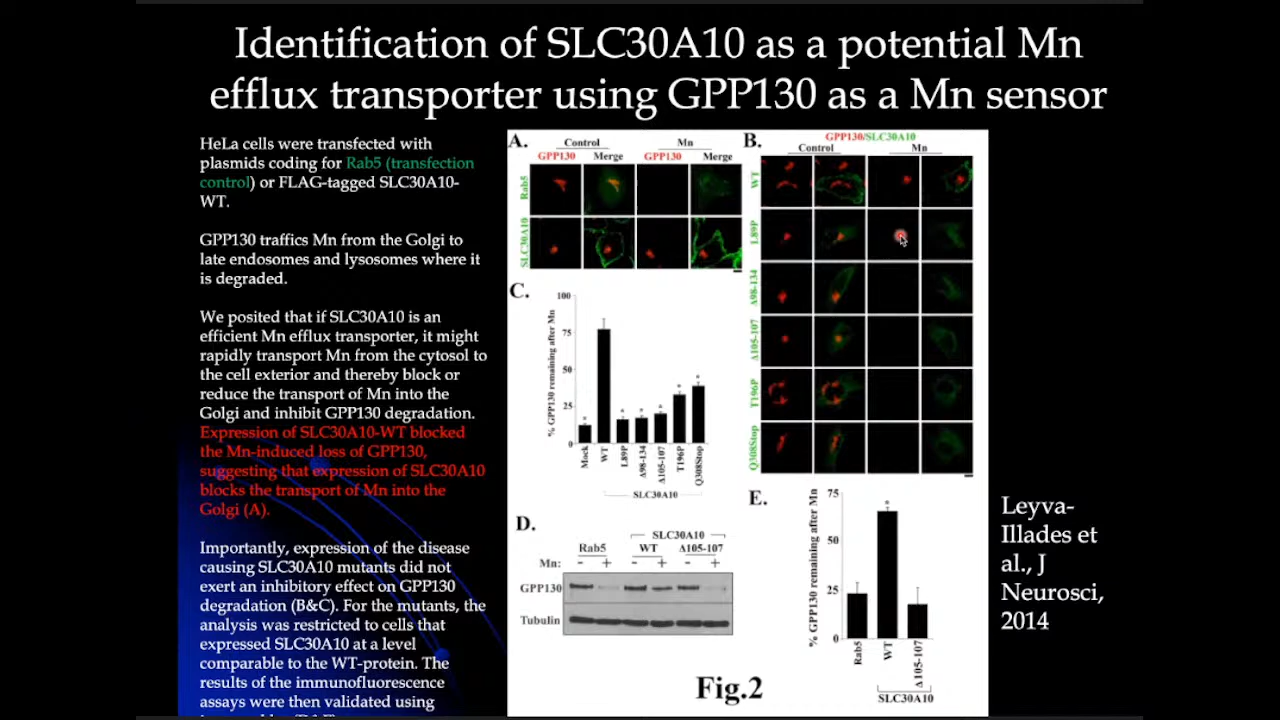 Identification of SLC30A10 as a potential Mn
efflux transporter using GPP130 as a Mn sensor
HeLa cells were transfected with
plasmids coding for Rab5 (transfection
control) or FLAG-tagged SLC30A10-
WT.
GPP130 traffics Mn from the Golgi to
late endosomes and lysosomes where it
is degraded.
We posited that if SLC30A10 is an
efficient Mn efflux transporter, it might
rapidly transport Mn from the cytosol to
the cell exterior and thereby block or
reduce the transport of Mn into the
Golgi and inhibit GPP130 degradation.
Expression of SLC30A10-WT blocked
the Mn-induced loss of GPP130,
suggesting that expression of SLC30A10
blocks the transport of Mn into the
Golgi (A).
Importantly, expression of the disease
causing SLC30A10 mutants did not
exert an inhibitory effect on GPP130
degradation (B&C). For the mutants, the
analysis was restricted to cells that
expressed SLC30A10 at a level
comparable to the WT-protein. The
results of the immunofluorescence
assays were then validated using
A.
Control Mn
GPP130 Merge GPP130 Merge
Rab5
SLC30A10
B.
GPP130/SLC30A10
Control Mn
WT
L89P
Δ98-134
Δ105-107
T196P
Q308Stop
C.
% GPP130 remaining after Mn
100
75
50
25
0
* * * * * *
Mock WT L89P Δ98-134 Δ105-107 T196P Q308Stop
SLC30A10
D.
SLC30A10
Rab5 WT Δ105-107
Mn: - + - + - +
GPP130
Tubulin
E.
% GPP130 remaining after Mn
75
50
25
0
*
Rab5 WT Δ105-107
SLC30A10
Fig.2
Leyva-
Illades et
al., J
Neurosci,
2014